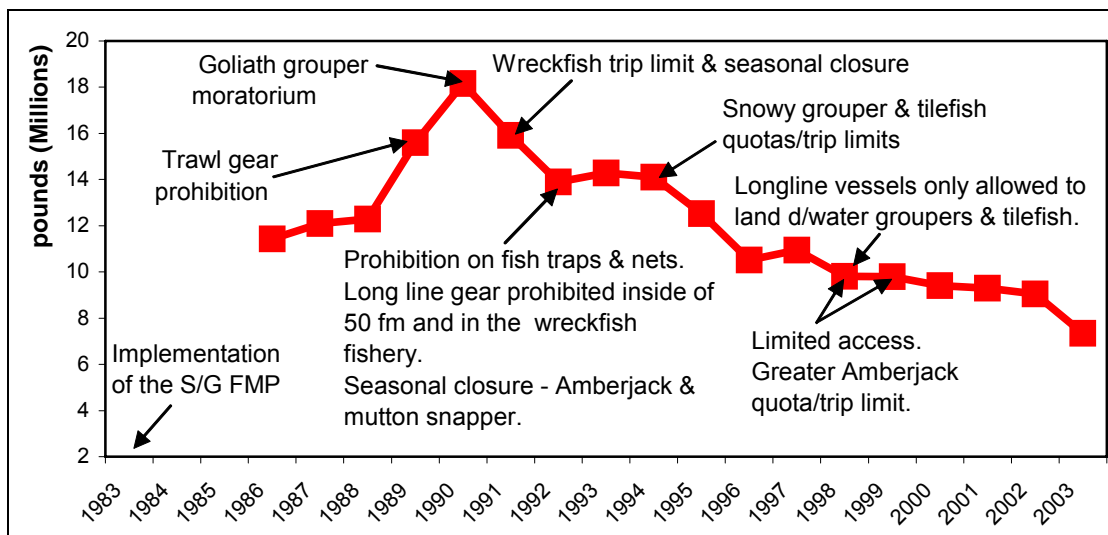 pounds (Millions)
20
18
16
14
12
10
8
6
4
2
Goliath grouper
moratorium
Wreckfish trip limit & seasonal closure
Trawl gear
prohibition
Snowy grouper & tilefish
quotas/trip limits
Longline vessels only allowed to
land d/water groupers & tilefish.
Prohibition on fish traps & nets.
Long line gear prohibited inside of
50 fm and in the wreckfish
fishery.
Seasonal closure - Amberjack &
mutton snapper.
Limited access.
Greater Amberjack
quota/trip limit.
Implementation
of the S/G FMP
1983
1984
1985
1986
1987
1988
1989
1990
1991
1992
1993
1994
1995
1996
1997
1998
1999
2000
2001
2002
2003